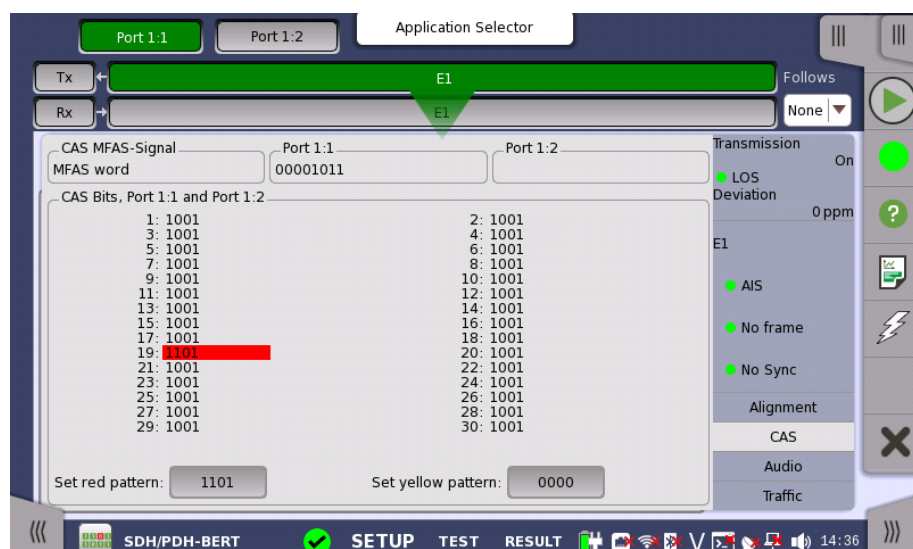 Port 1:1
Port 1:2
Application Selector
Tx
E1
Follows
Rx
E1
None
CAS MFAS-Signal
Port 1:1
Port 1:2
MFAS word
00001011
CAS Bits, Port 1:1 and Port 1:2
1: 1001
2: 1001
3: 1001
4: 1001
5: 1001
6: 1001
7: 1001
8: 1001
9: 1001
10: 1001
11: 1001
12: 1001
13: 1001
14: 1001
15: 1001
16: 1001
17: 1001
18: 1001
19: 1101
20: 1001
21: 1001
22: 1001
23: 1001
24: 1001
25: 1001
26: 1001
27: 1001
28: 1001
29: 1001
30: 1001
Set red pattern:
1101
Set yellow pattern:
0000
Transmission
On
LOS
Deviation
0 ppm
E1
AIS
No frame
No Sync
Alignment
CAS
Audio
Traffic
SDH/PDH-BERT
SETUP
TEST
RESULT
V
14:36